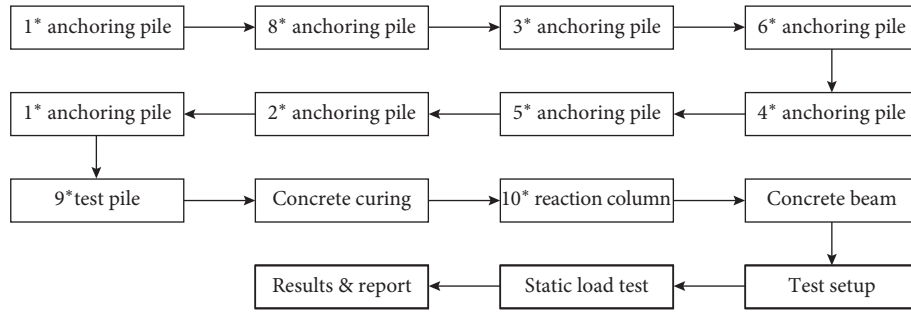 1* anchoring pile
8* anchoring pile
3* anchoring pile
6* anchoring pile
4* anchoring pile
5* anchoring pile
2* anchoring pile
1* anchoring pile
9*test pile
Concrete curing
10* reaction column
Concrete beam
Test setup
Static load test
Results & report